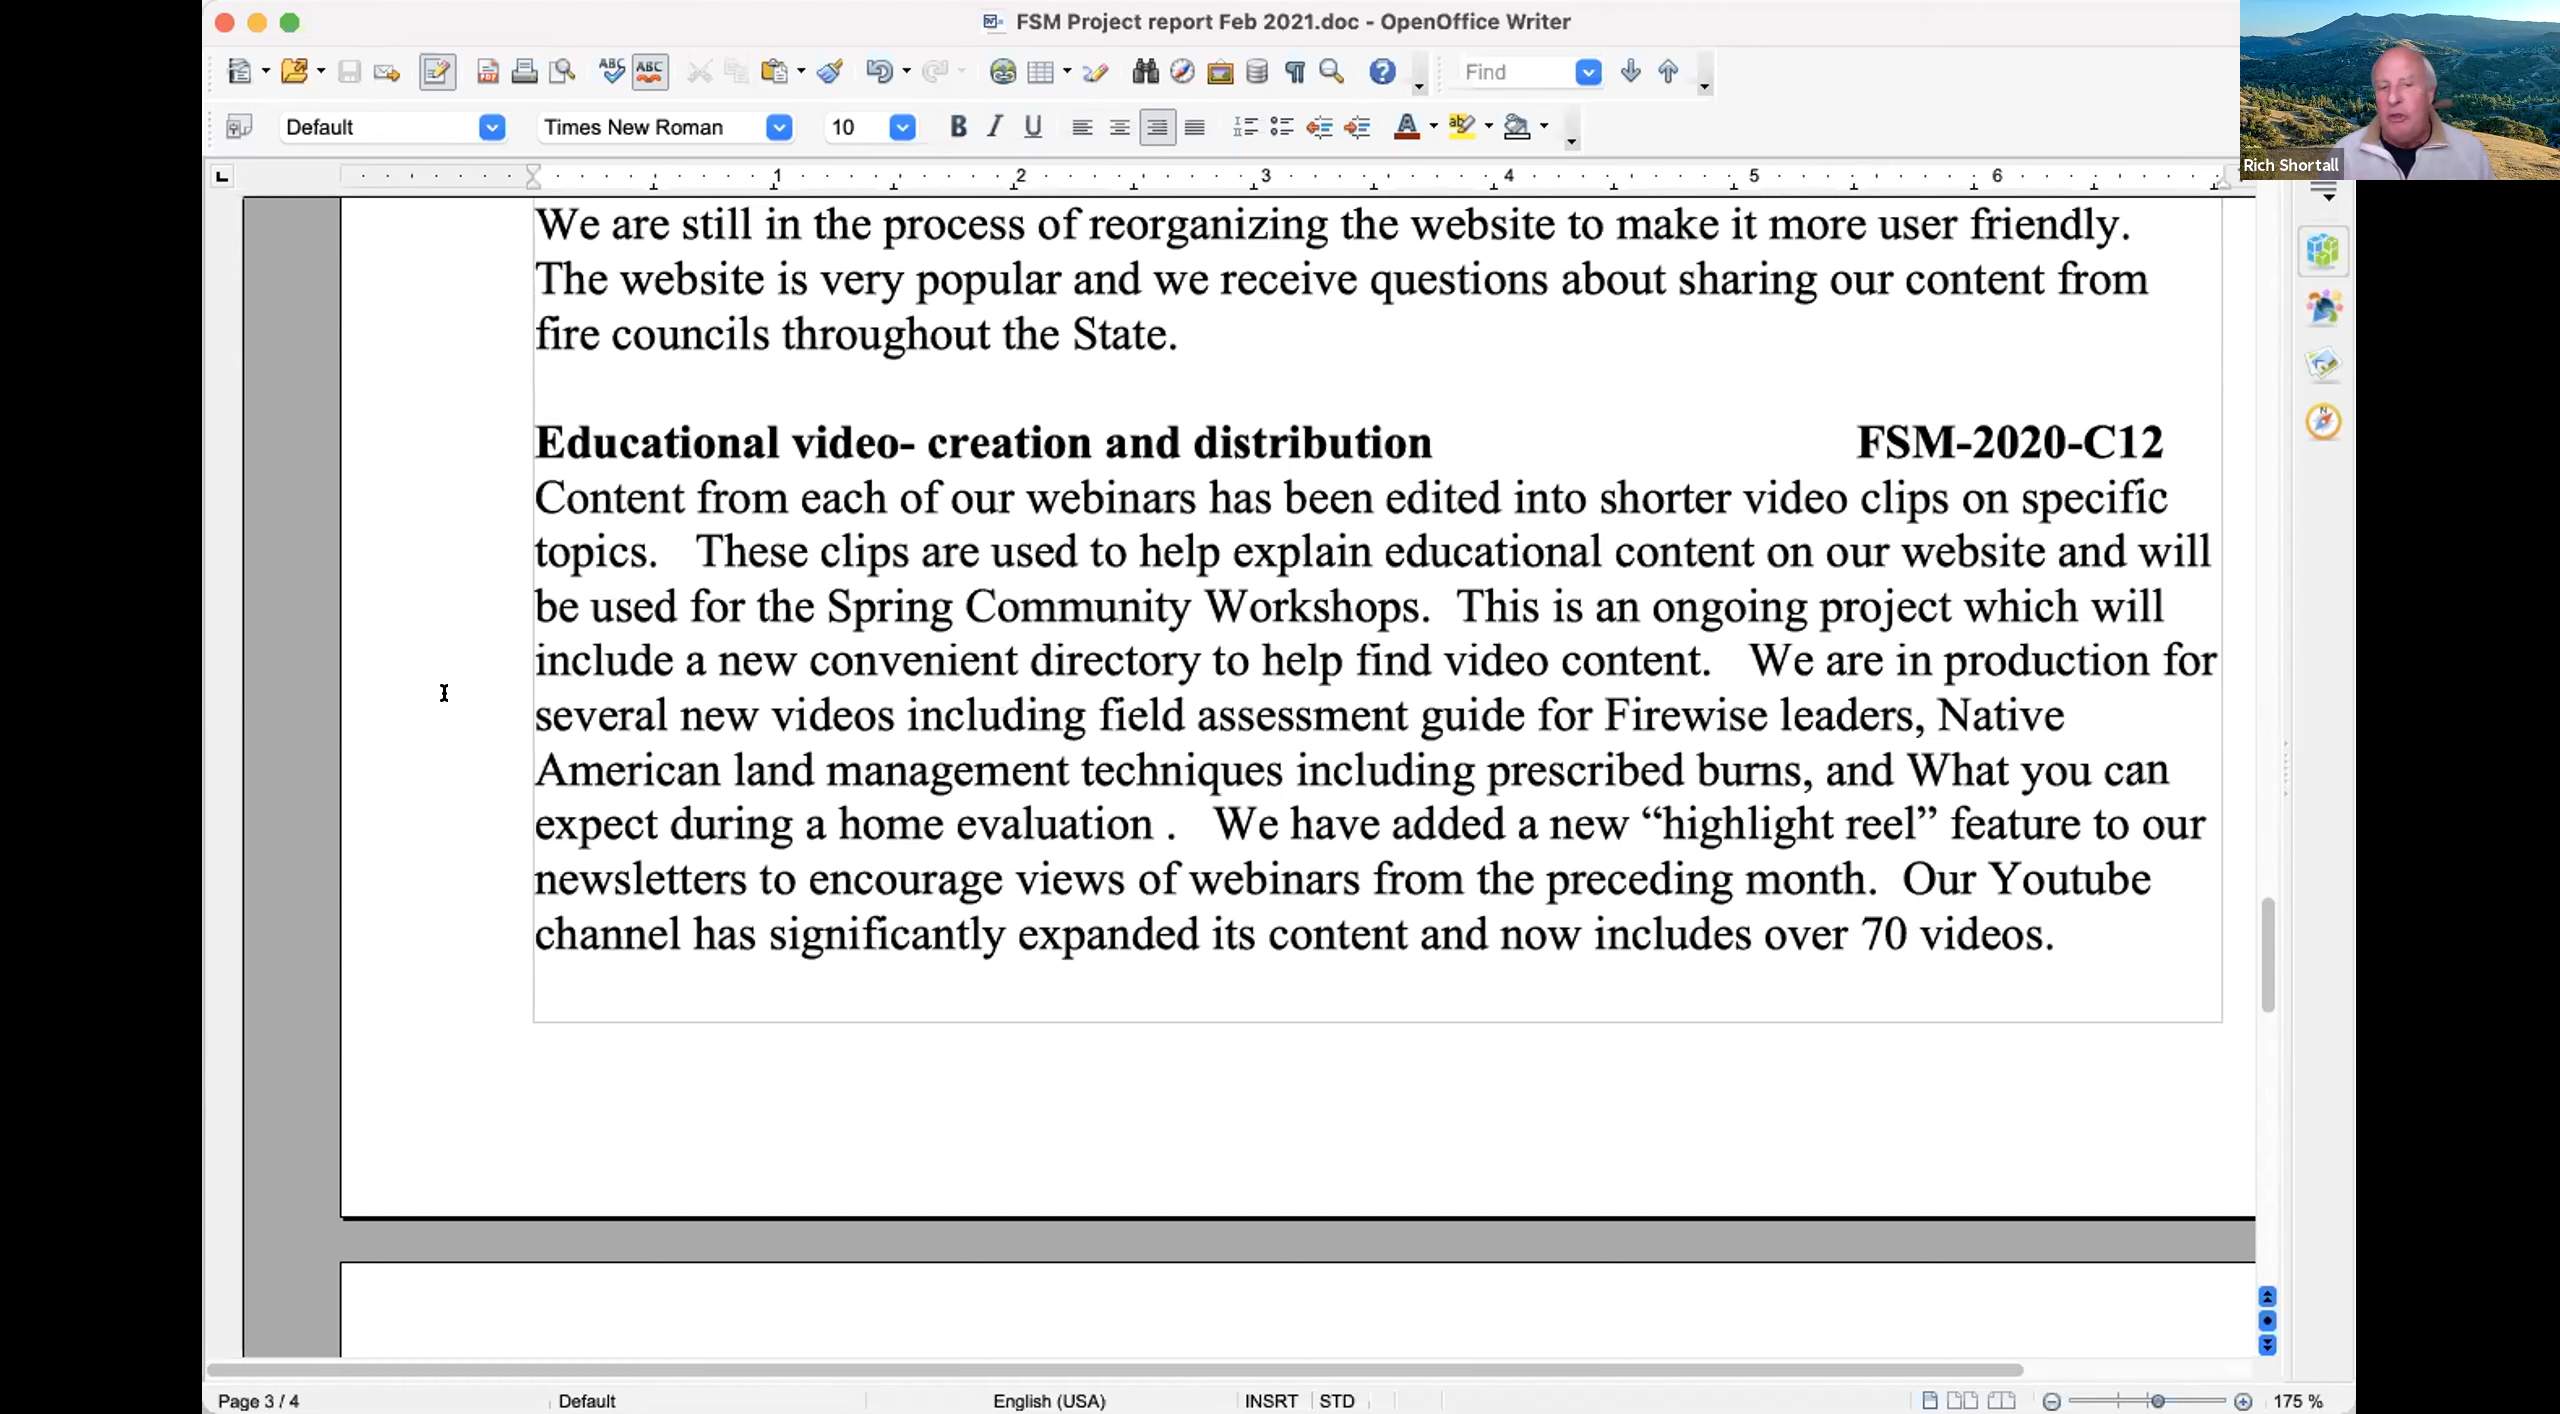 FSM Project report Feb 2021.doc - OpenOffice Writer
ABC ABC Find
Default Times New Roman 10 B I U A ab
Rich Shortall
1 2 3 4 5 6
We are still in the process of reorganizing the website to make it more user friendly.
The website is very popular and we receive questions about sharing our content from
fire councils throughout the State.
Educational video- creation and distribution FSM-2020-C12
Content from each of our webinars has been edited into shorter video clips on specific
topics. These clips are used to help explain educational content on our website and will
be used for the Spring Community Workshops. This is an ongoing project which will
include a new convenient directory to help find video content. We are in production for
several new videos including field assessment guide for Firewise leaders, Native
American land management techniques including prescribed burns, and What you can
expect during a home evaluation . We have added a new “highlight reel” feature to our
newsletters to encourage views of webinars from the preceding month. Our Youtube
channel has significantly expanded its content and now includes over 70 videos.
Page 3 / 4 Default English (USA) INSRT STD 175 %